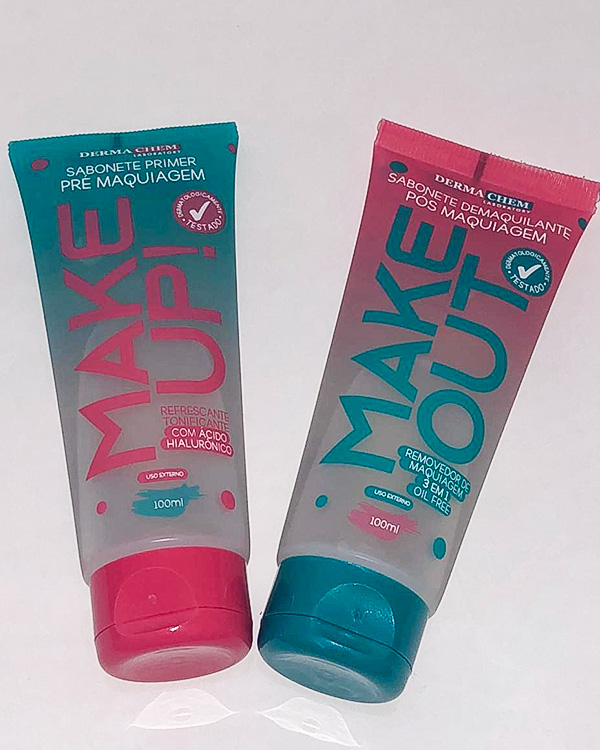 DERMA CHEM
LABORATORY
SABONETE PRIMER
PRÉ MAQUIAGEM
DERMATOLOGICAMENTE
TESTADO
MAKE
UP!
REFRESCANTE
TONIFICANTE
COM ÁCIDO
HIALURÔNICO
USO EXTERNO
100ml
DERMA CHEM
LABORATORY
SABONETE DEMAQUILANTE
PÓS MAQUIAGEM
DERMATOLOGICAMENTE
TESTADO
MAKE
OUT
REMOVEDOR DE
MAQUIAGEM
3 EM 1
OIL FREE
USO EXTERNO
100ml